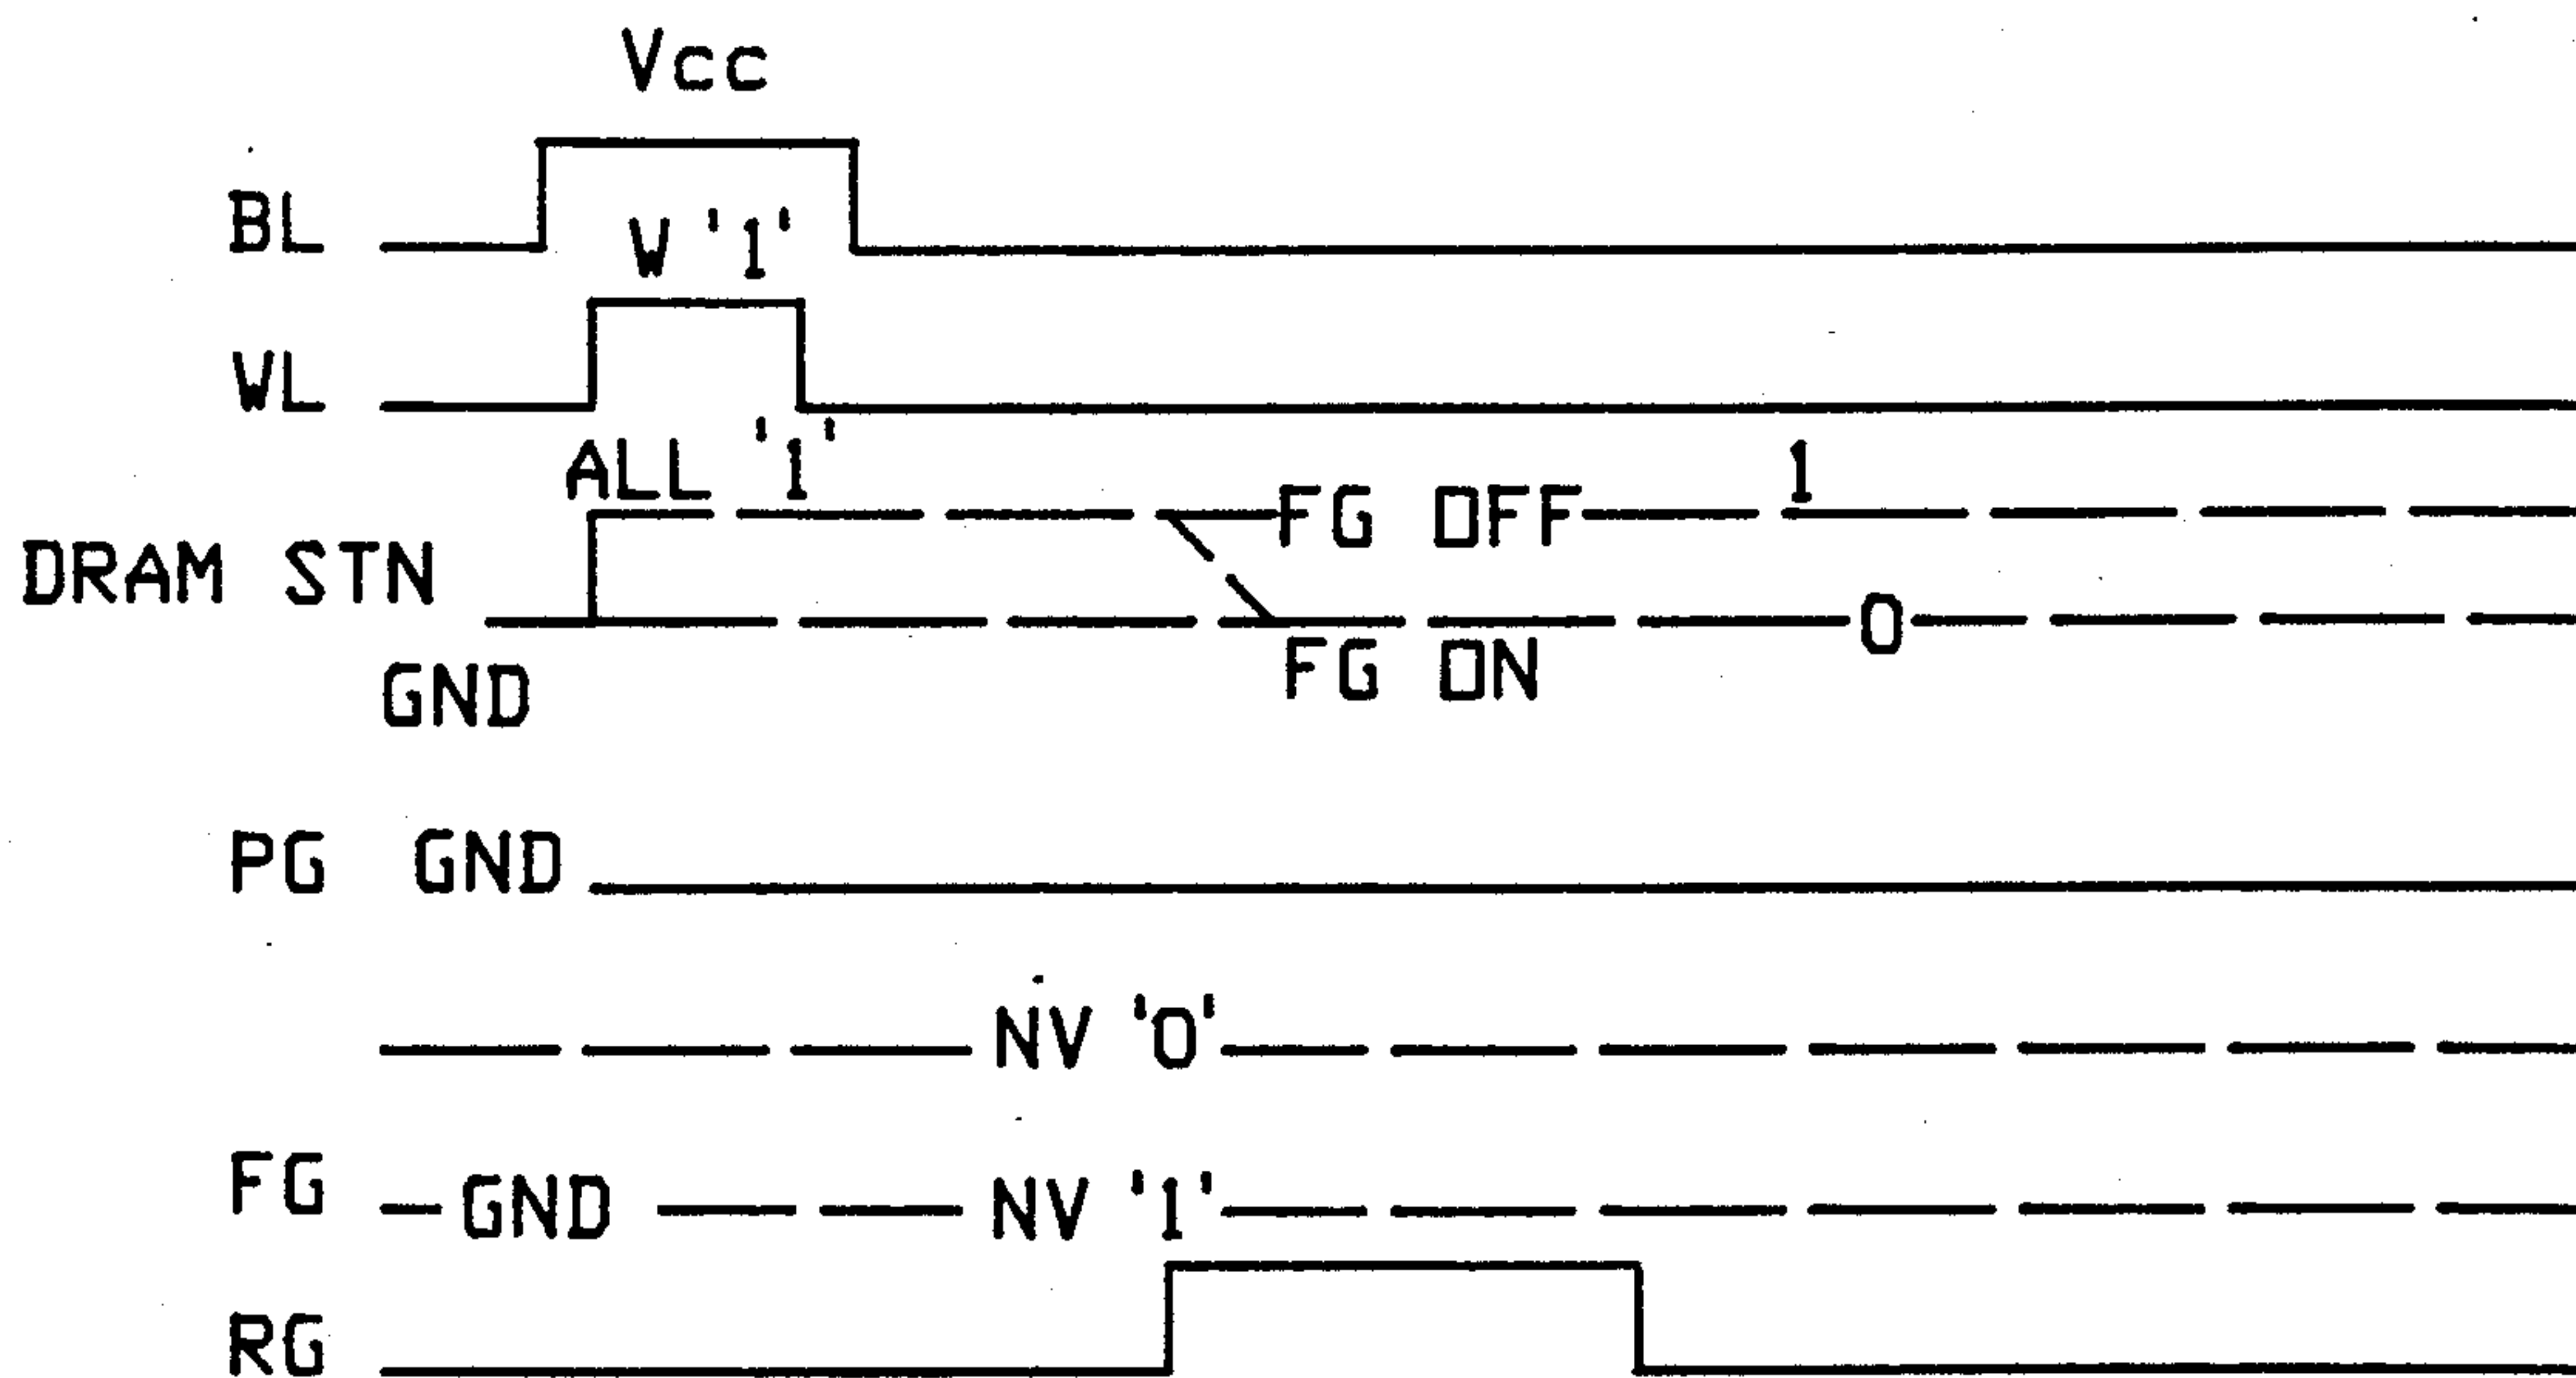 Vcc
BL
W '1'
WL
ALL '1'
1
FG OFF
DRAM STN
0
FG ON
GND
PG GND
NV '0'
FG GND NV '1'
RG